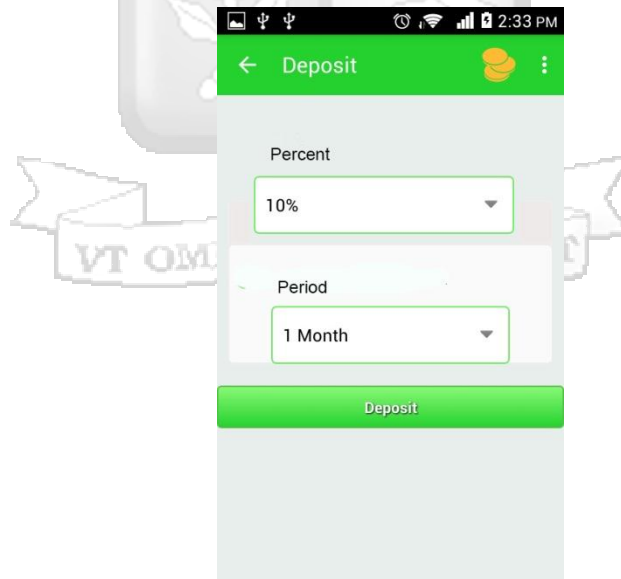 2:33 PM
Deposit
Percent
10%
VT OM
T
Period
1 Month
Deposit